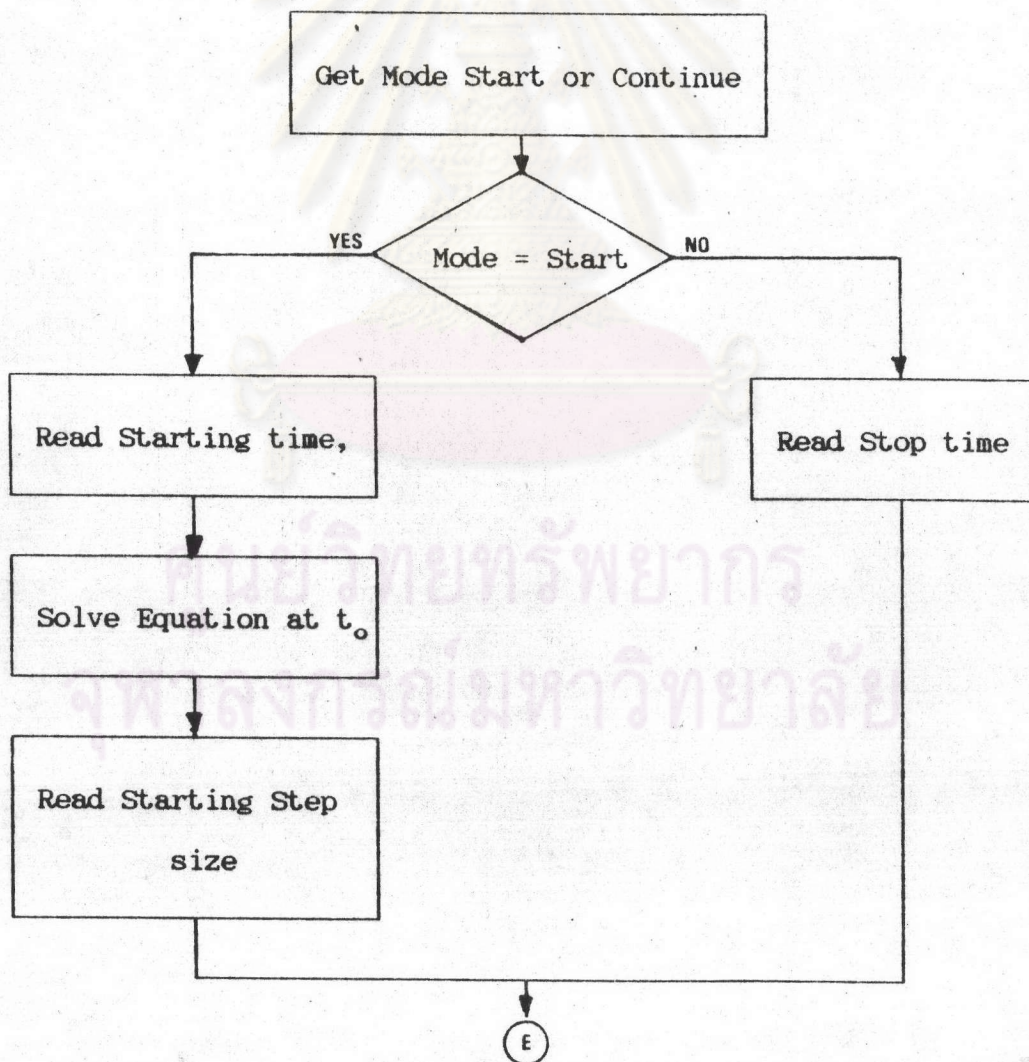 Get Mode Start or Continue
YES
Mode = Start
NO
Read Starting time,
Read Stop time
ศูนย์วิทยทรัพยากร
Solve Equation at to
จุฬาลงกรณ์มหาวิทยาลัย
Read Starting Step
size
E